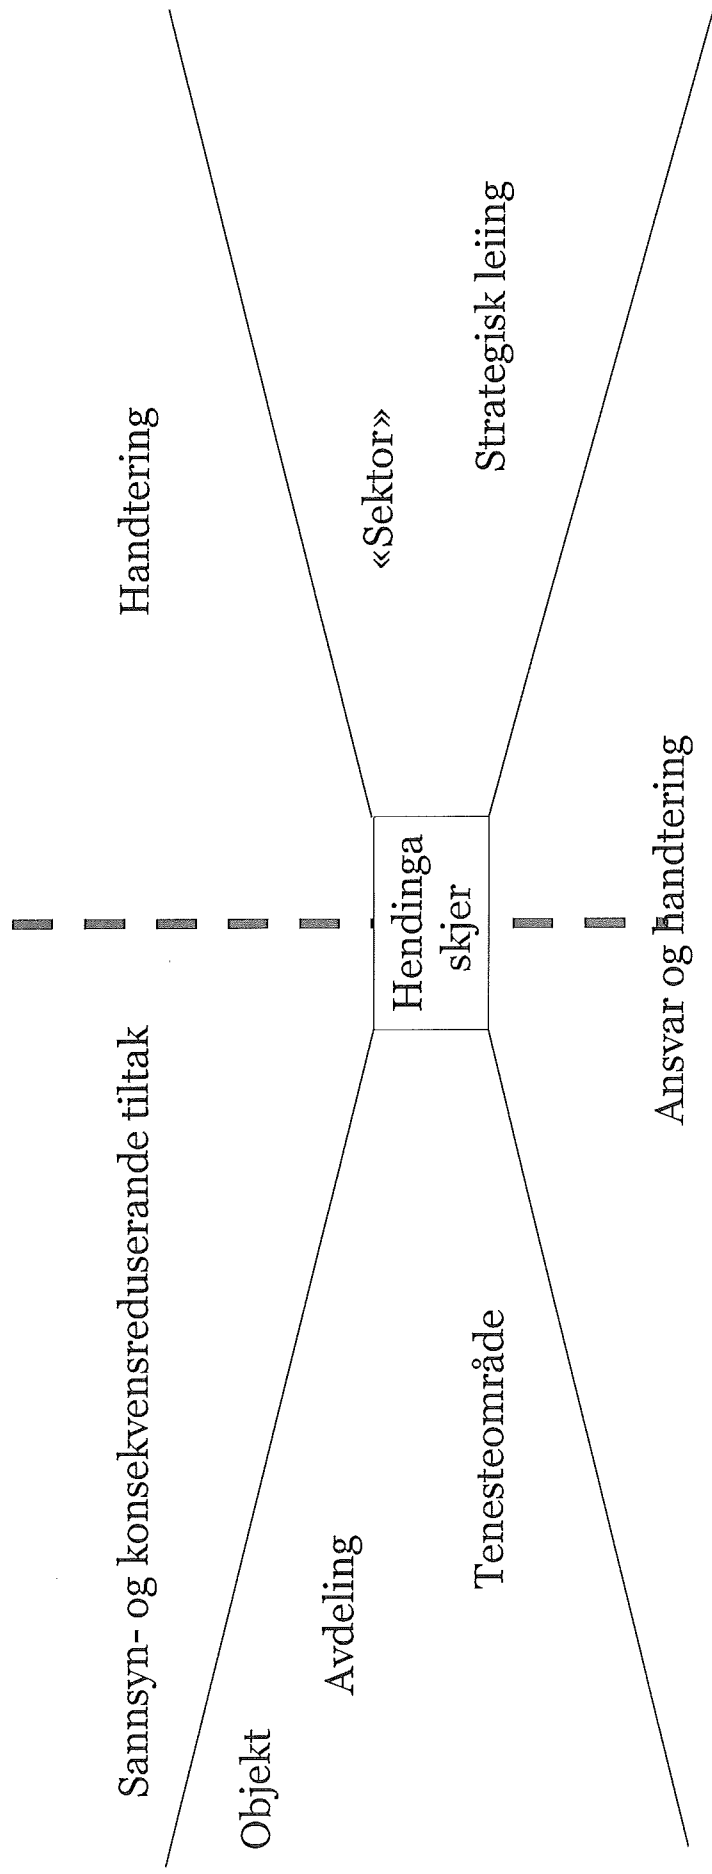 Sannsyn- og konsekvensreduserande tiltak
Handtering
Objekt
Avdeling
Tenesteområde
Hendinga
skjer
«Sektor»
Strategisk leiing
Ansvar og handtering